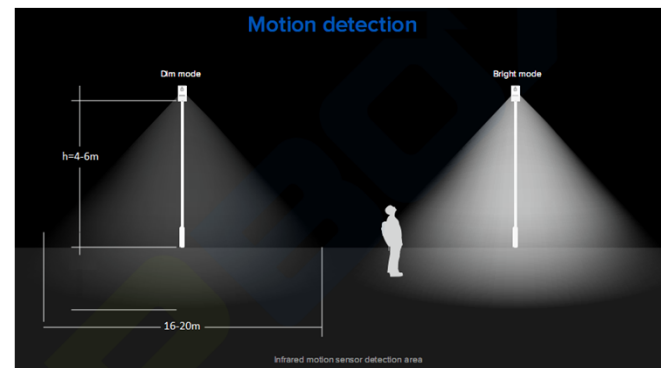 Motion detection
Dim mode
Bright mode
h=4-6m
16-20m
Infrared motion sensor detection area